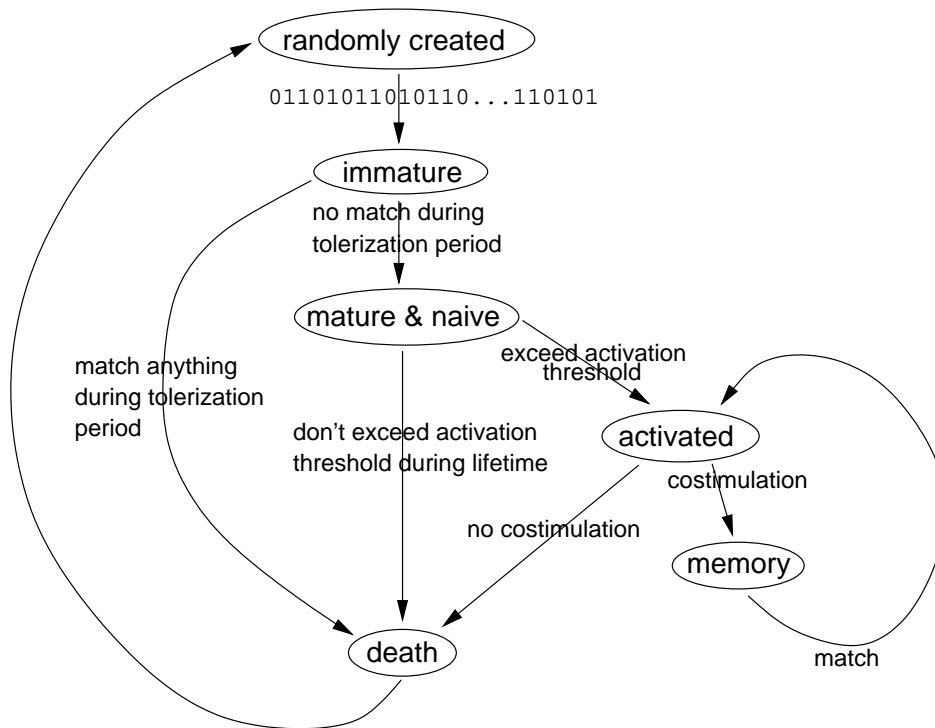 randomly created
01101011010110...110101
immature
no match during
tolerization period
mature & naive
exceed activation
threshold
match anything
during tolerization
period
don't exceed activation
threshold during lifetime
activated
costimulation
no costimulation
memory
death
match